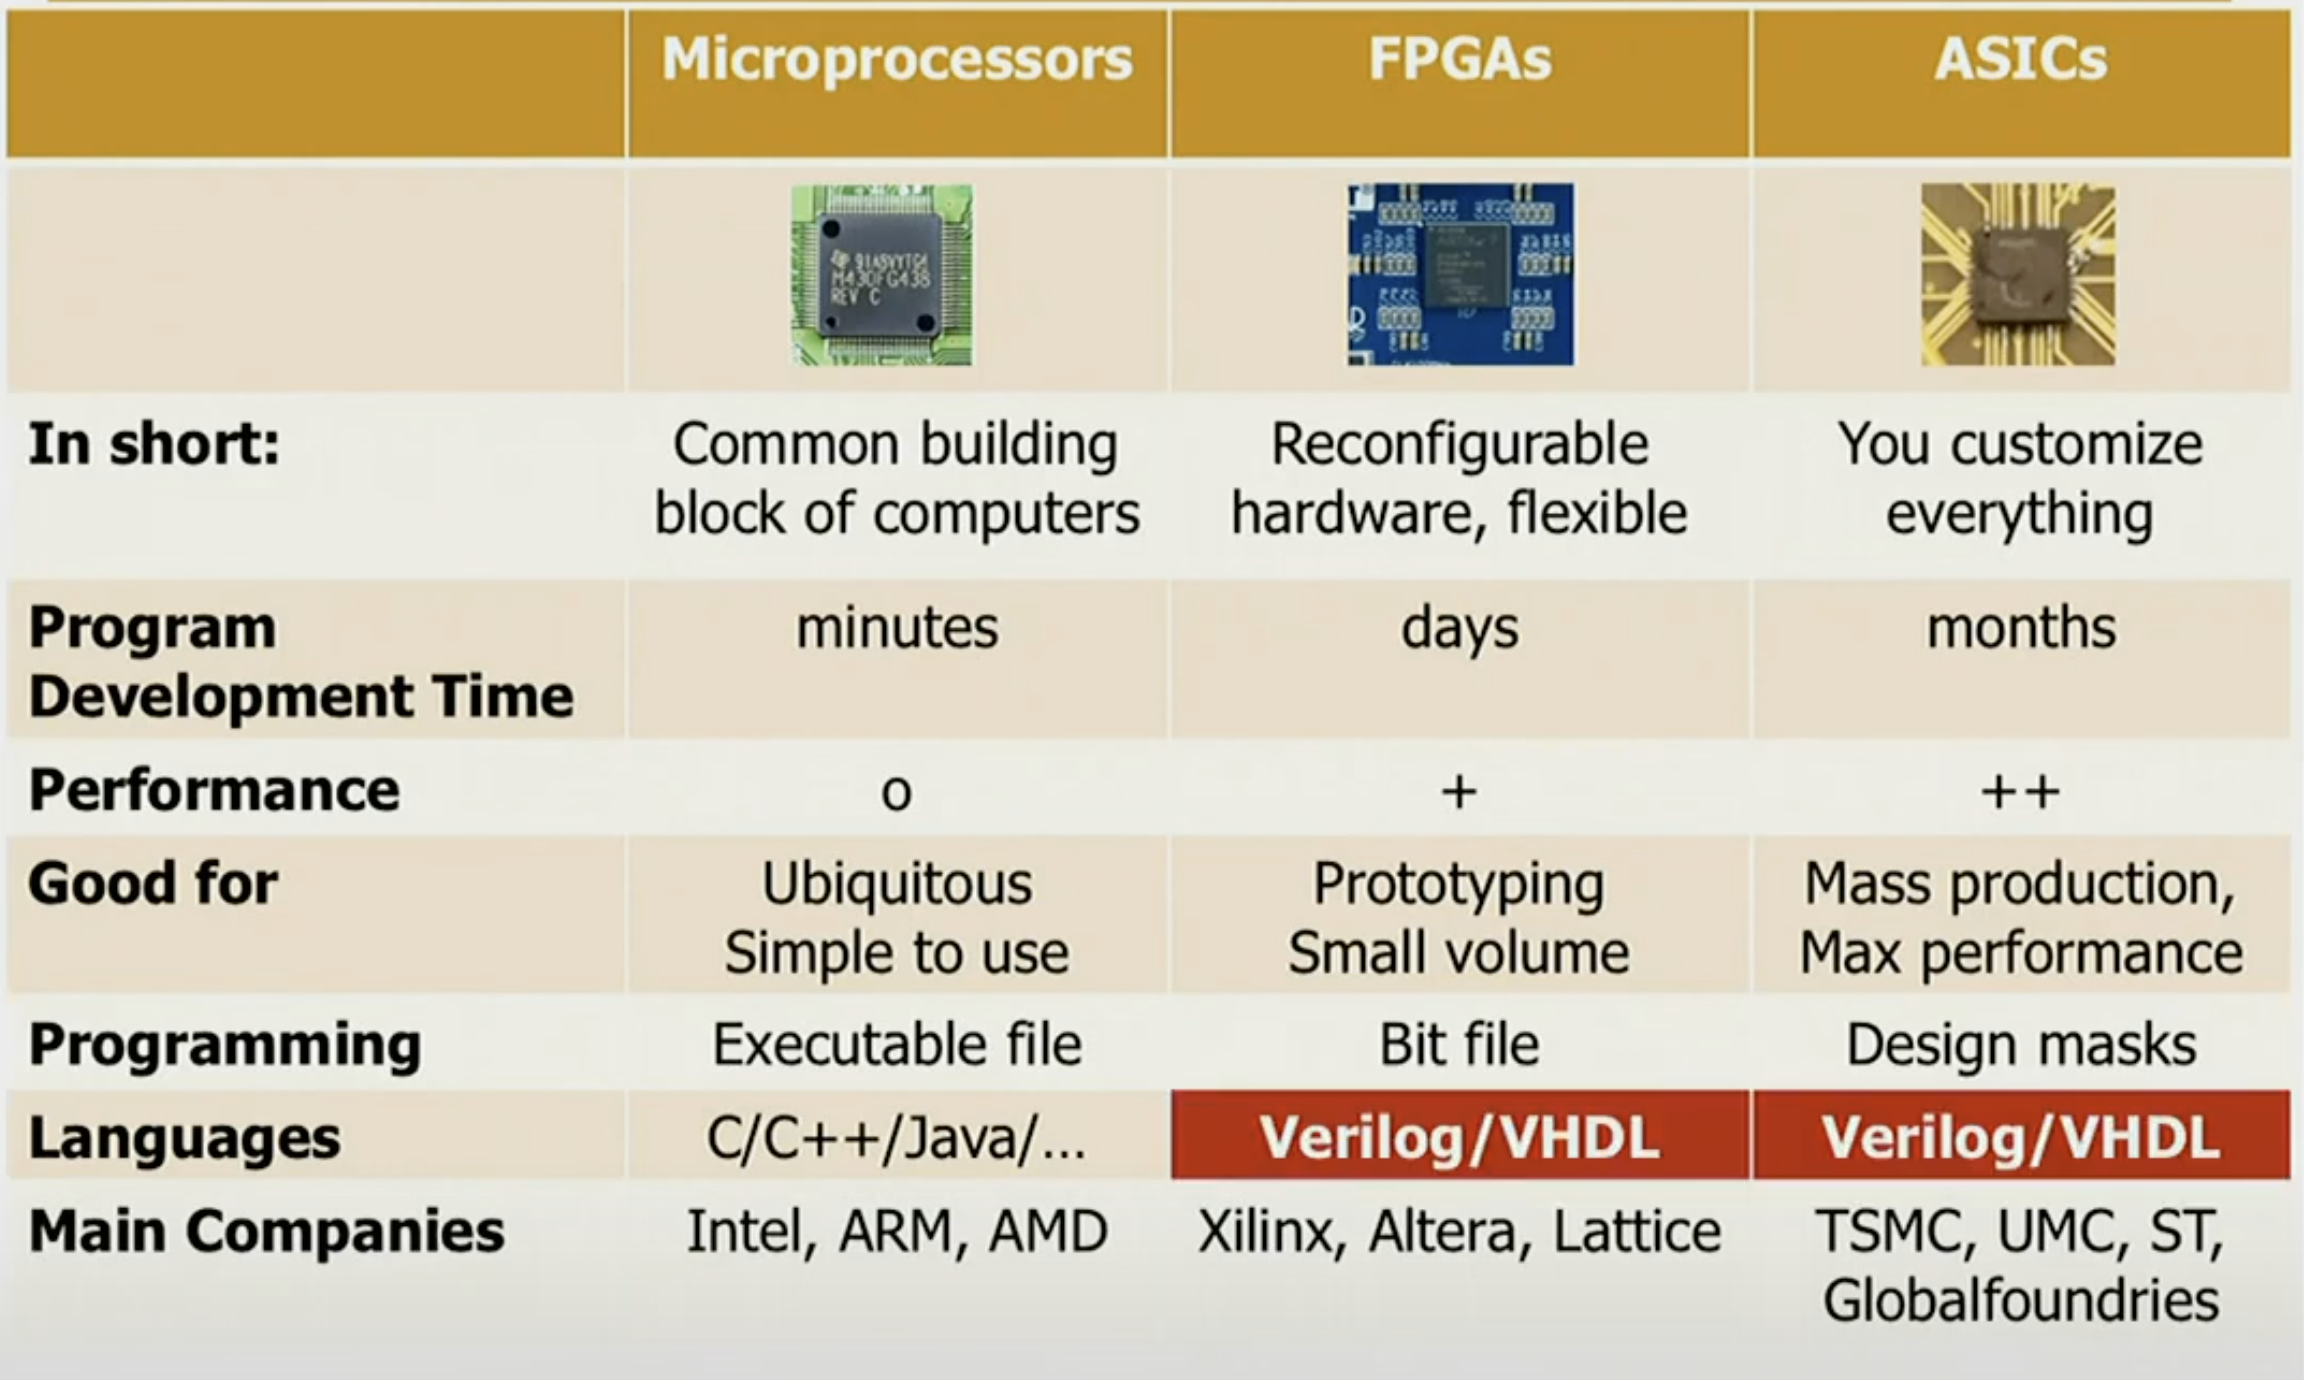 Microprocessors FPGAs ASICs
M430FG438
REV C
In short: Common building Reconfigurable You customize
block of computers hardware, flexible everything
Program minutes days months
Development Time
Performance o + ++
Good for Ubiquitous Prototyping Mass production,
Simple to use Small volume Max performance
Programming Executable file Bit file Design masks
Languages C/C++/Java/... Verilog/VHDL Verilog/VHDL
Main Companies Intel, ARM, AMD Xilinx, Altera, Lattice TSMC, UMC, ST,
Globalfoundries